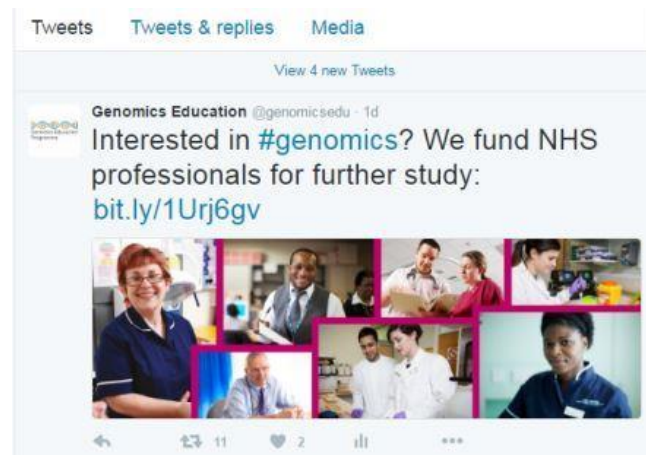 Tweets Tweets & replies Media
View 4 new Tweets
Genomics Education @genomicsedu · 1d
Interested in #genomics? We fund NHS
professionals for further study:
bit.ly/1Urj6gv
11 2